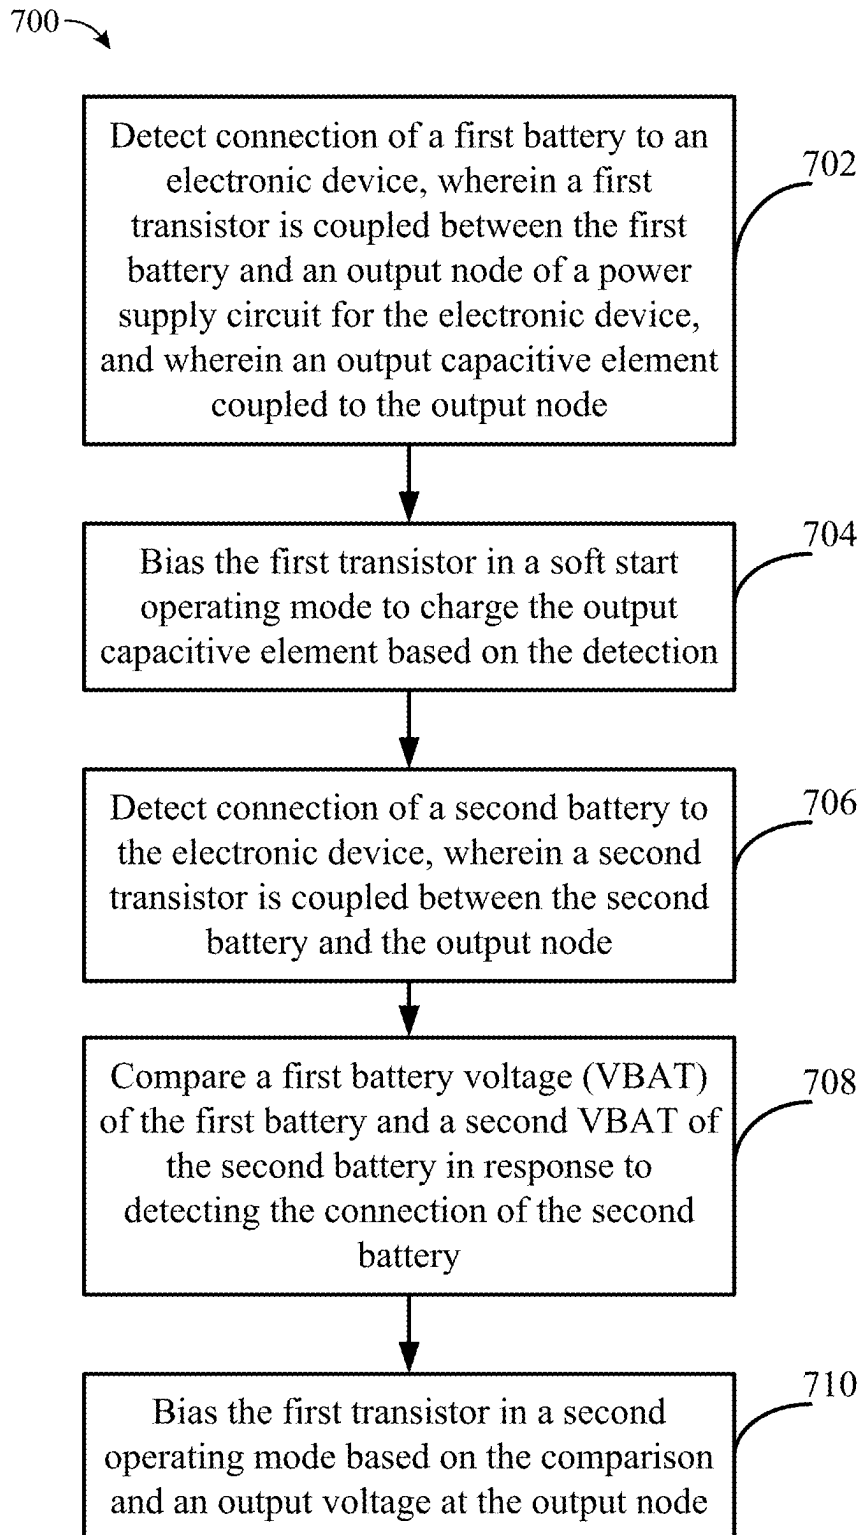 700
Detect connection of a first battery to an
electronic device, wherein a first
transistor is coupled between the first
battery and an output node of a power
supply circuit for the electronic device,
and wherein an output capacitive element
coupled to the output node
702
Bias the first transistor in a soft start
operating mode to charge the output
capacitive element based on the detection
704
Detect connection of a second battery to
the electronic device, wherein a second
transistor is coupled between the second
battery and the output node
706
Compare a first battery voltage (VBAT)
of the first battery and a second VBAT of
the second battery in response to
detecting the connection of the second
battery
708
Bias the first transistor in a second
operating mode based on the comparison
and an output voltage at the output node
710